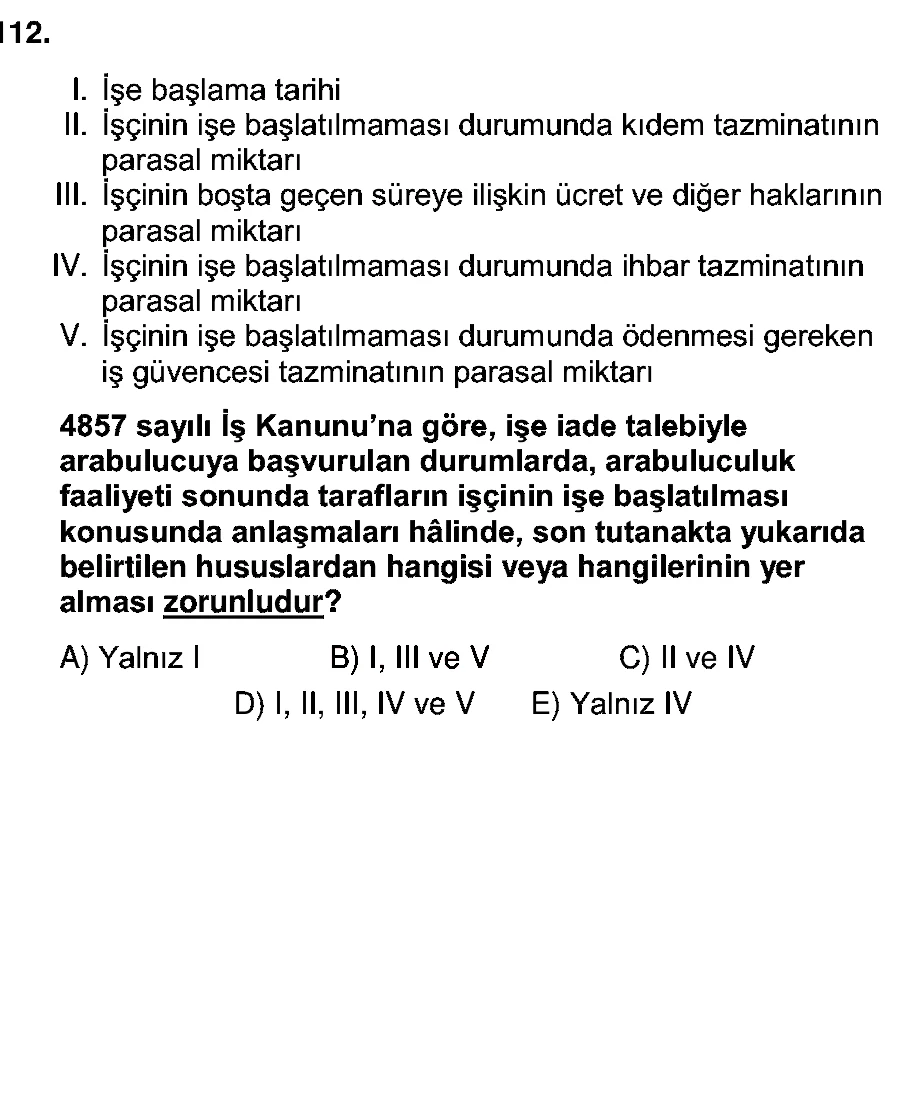 112.
I. İşe başlama tarihi
II. İşçinin işe başlatılmaması durumunda kıdem tazminatının
parasal miktarı
III. İşçinin boşta geçen süreye ilişkin ücret ve diğer haklarının
parasal miktarı
IV. İşçinin işe başlatılmaması durumunda ihbar tazminatının
parasal miktarı
V. İşçinin işe başlatılmaması durumunda ödenmesi gereken
iş güvencesi tazminatının parasal miktarı
4857 sayılı İş Kanunu’na göre, işe iade talebiyle
arabulucuya başvurulan durumlarda, arabuluculuk
faaliyeti sonunda tarafların işçinin işe başlatılması
konusunda anlaşmaları hâlinde, son tutanakta yukarıda
belirtilen hususlardan hangisi veya hangilerinin yer
alması zorunludur?
A) Yalnız I B) I, III ve V C) II ve IV
D) I, II, III, IV ve V E) Yalnız IV